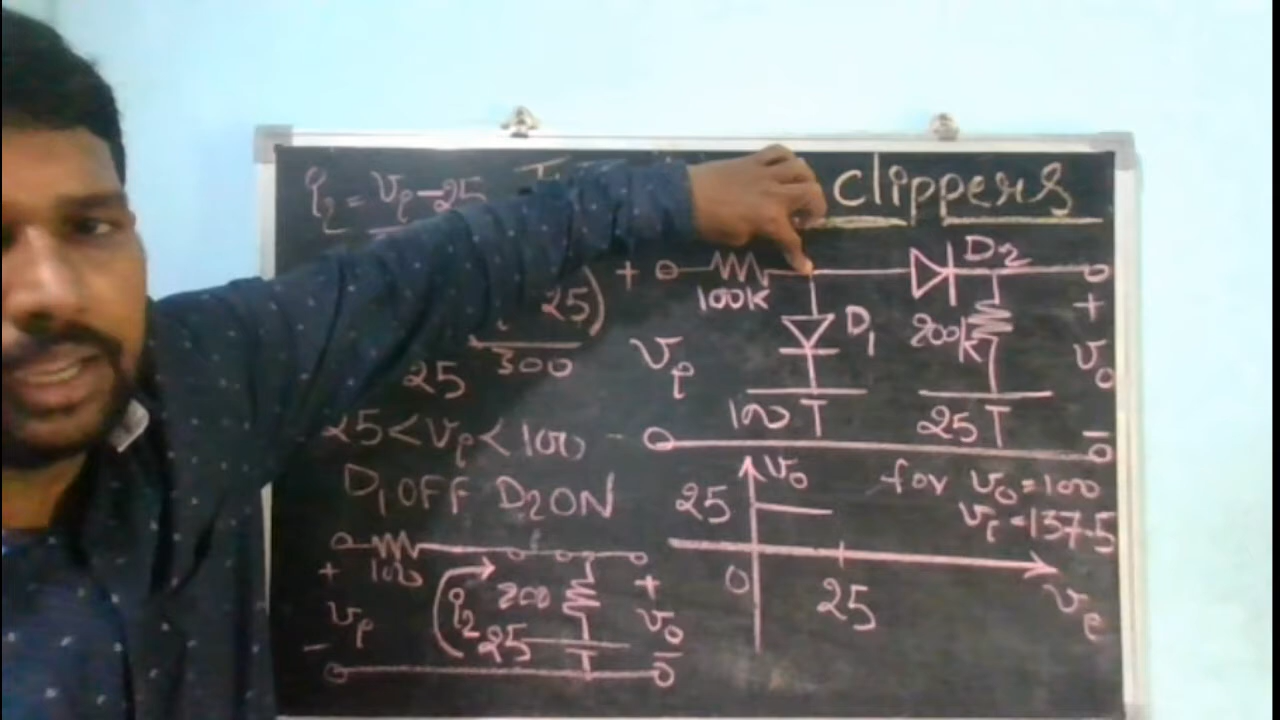 clippers
i₂ = vᵢ-25
25)
300
25
25<vᵢ<100
D₁ OFF D₂ ON
+
100
+
vᵢ
i₂
200
25
v₀
-
-
+
100K
D₂
+
D₁
200K
vᵢ
v₀
100
25
-
v₀
25
0
25
vᵢ
for v₀=100
vᵢ=137.5